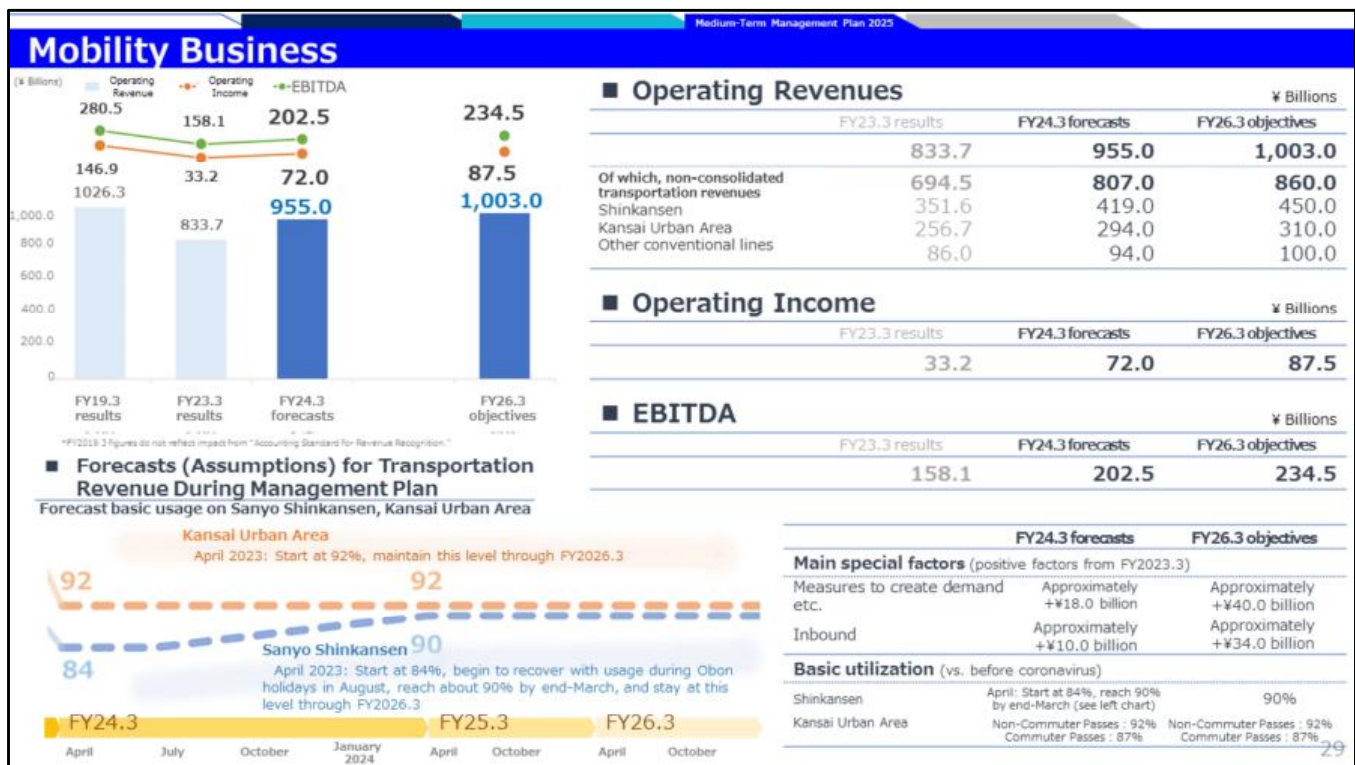 Medium-Term Management Plan 2025
Mobility Business
(¥ Billions)
Operating
Revenue
Operating
Income
EBITDA
280.5
158.1
202.5
234.5
146.9
33.2
72.0
87.5
1026.3
833.7
955.0
1,003.0
1,000.0
800.0
600.0
400.0
200.0
0
FY19.3
results
FY23.3
results
FY24.3
forecasts
FY26.3
objectives
*FY2019.3 figures do not reflect impact from "Accounting Standard for Revenue Recognition."
■ Operating Revenues
¥ Billions
FY23.3 results FY24.3 forecasts FY26.3 objectives
833.7 955.0 1,003.0
Of which, non-consolidated
transportation revenues 694.5 807.0 860.0
Shinkansen 351.6 419.0 450.0
Kansai Urban Area 256.7 294.0 310.0
Other conventional lines 86.0 94.0 100.0
■ Operating Income
¥ Billions
FY23.3 results FY24.3 forecasts FY26.3 objectives
33.2 72.0 87.5
■ EBITDA
¥ Billions
FY23.3 results FY24.3 forecasts FY26.3 objectives
158.1 202.5 234.5
■ Forecasts (Assumptions) for Transportation
Revenue During Management Plan
Forecast basic usage on Sanyo Shinkansen, Kansai Urban Area
Kansai Urban Area
April 2023: Start at 92%, maintain this level through FY2026.3
92
92
84
Sanyo Shinkansen 90
April 2023: Start at 84%, begin to recover with usage during Obon
holidays in August, reach about 90% by end-March, and stay at this
level through FY2026.3
FY24.3 FY25.3 FY26.3
April July October January
2024 April October April October
FY24.3 forecasts FY26.3 objectives
Main special factors (positive factors from FY2023.3)
Measures to create demand
etc.
Approximately
+¥18.0 billion
Approximately
+¥40.0 billion
Inbound
Approximately
+¥10.0 billion
Approximately
+¥34.0 billion
Basic utilization (vs. before coronavirus)
Shinkansen
April: Start at 84%, reach 90%
by end-March (see left chart)
90%
Kansai Urban Area
Non-Commuter Passes : 92%
Commuter Passes : 87%
Non-Commuter Passes : 92%
Commuter Passes : 87%
29